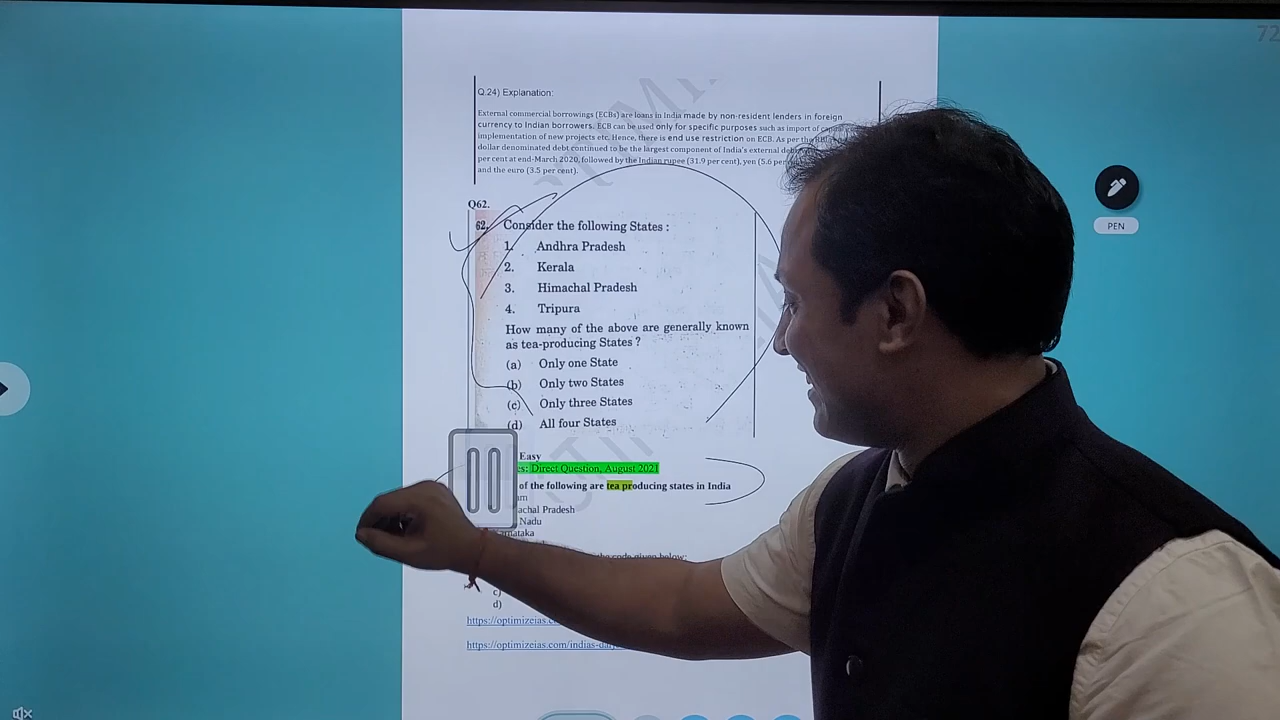 72
Q.24) Explanation:
External commercial borrowings (ECBs) are loans in India made by non-resident lenders in foreign
currency to Indian borrowers. ECB can be used only for specific purposes such as import of
implementation of new projects etc. Hence, there is end use restriction on ECB. As per the
dollar denominated debt continued to be the largest component of India's external
per cent at end-March 2020, followed by the Indian rupee (31.9 per cent), yen (5.6
and the euro (3.5 per cent).
Q62.
62. Consider the following States :
1. Andhra Pradesh
2. Kerala
3. Himachal Pradesh
4. Tripura
How many of the above are generally known
as tea-producing States ?
(a) Only one State
(b) Only two States
(c) Only three States
(d) All four States
Easy
Direct Question, August 2021
of the following are tea producing states in India
Pradesh
Nadu
code given below:
c)
d)
PEN